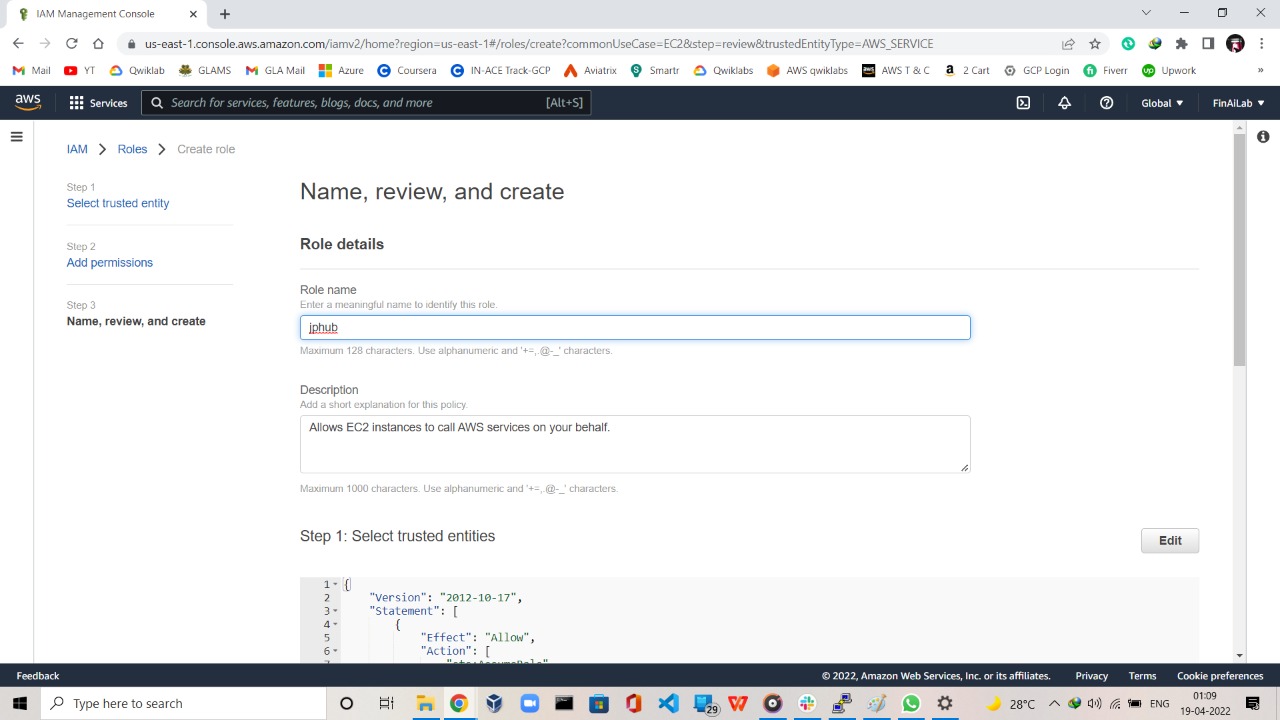 IAM Management Console
us-east-1.console.aws.amazon.com/iamv2/home?region=us-east-1#/roles/create?commonUseCase=EC2&step=review&trustedEntityType=AWS_SERVICE
Mail YT Qwiklab GLAMS GLA Mail Azure Coursera IN-ACE Track-GCP Aviatrix Smartr Qwiklabs AWS qwiklabs AWS T & C 2 Cart GCP Login Fiverr Upwork »
aws Services Search for services, features, blogs, docs, and more [Alt+S] Global FinAiLab
IAM Roles Create role
Step 1
Select trusted entity
Step 2
Add permissions
Step 3
Name, review, and create
Name, review, and create
Role details
Role name
Enter a meaningful name to identify this role.
jphub
Maximum 128 characters. Use alphanumeric and '+=,.@-_' characters.
Description
Add a short explanation for this policy.
Allows EC2 instances to call AWS services on your behalf.
Maximum 1000 characters. Use alphanumeric and '+=,.@-_' characters.
Step 1: Select trusted entities
Edit
1 {
2 "Version": "2012-10-17",
3 "Statement": [
4 {
5 "Effect": "Allow",
6 "Action": [
7 "sts:AssumeRole"
Feedback © 2022, Amazon Web Services, Inc. or its affiliates. Privacy Terms Cookie preferences
Type here to search 29 28°C ENG 01:09
19-04-2022